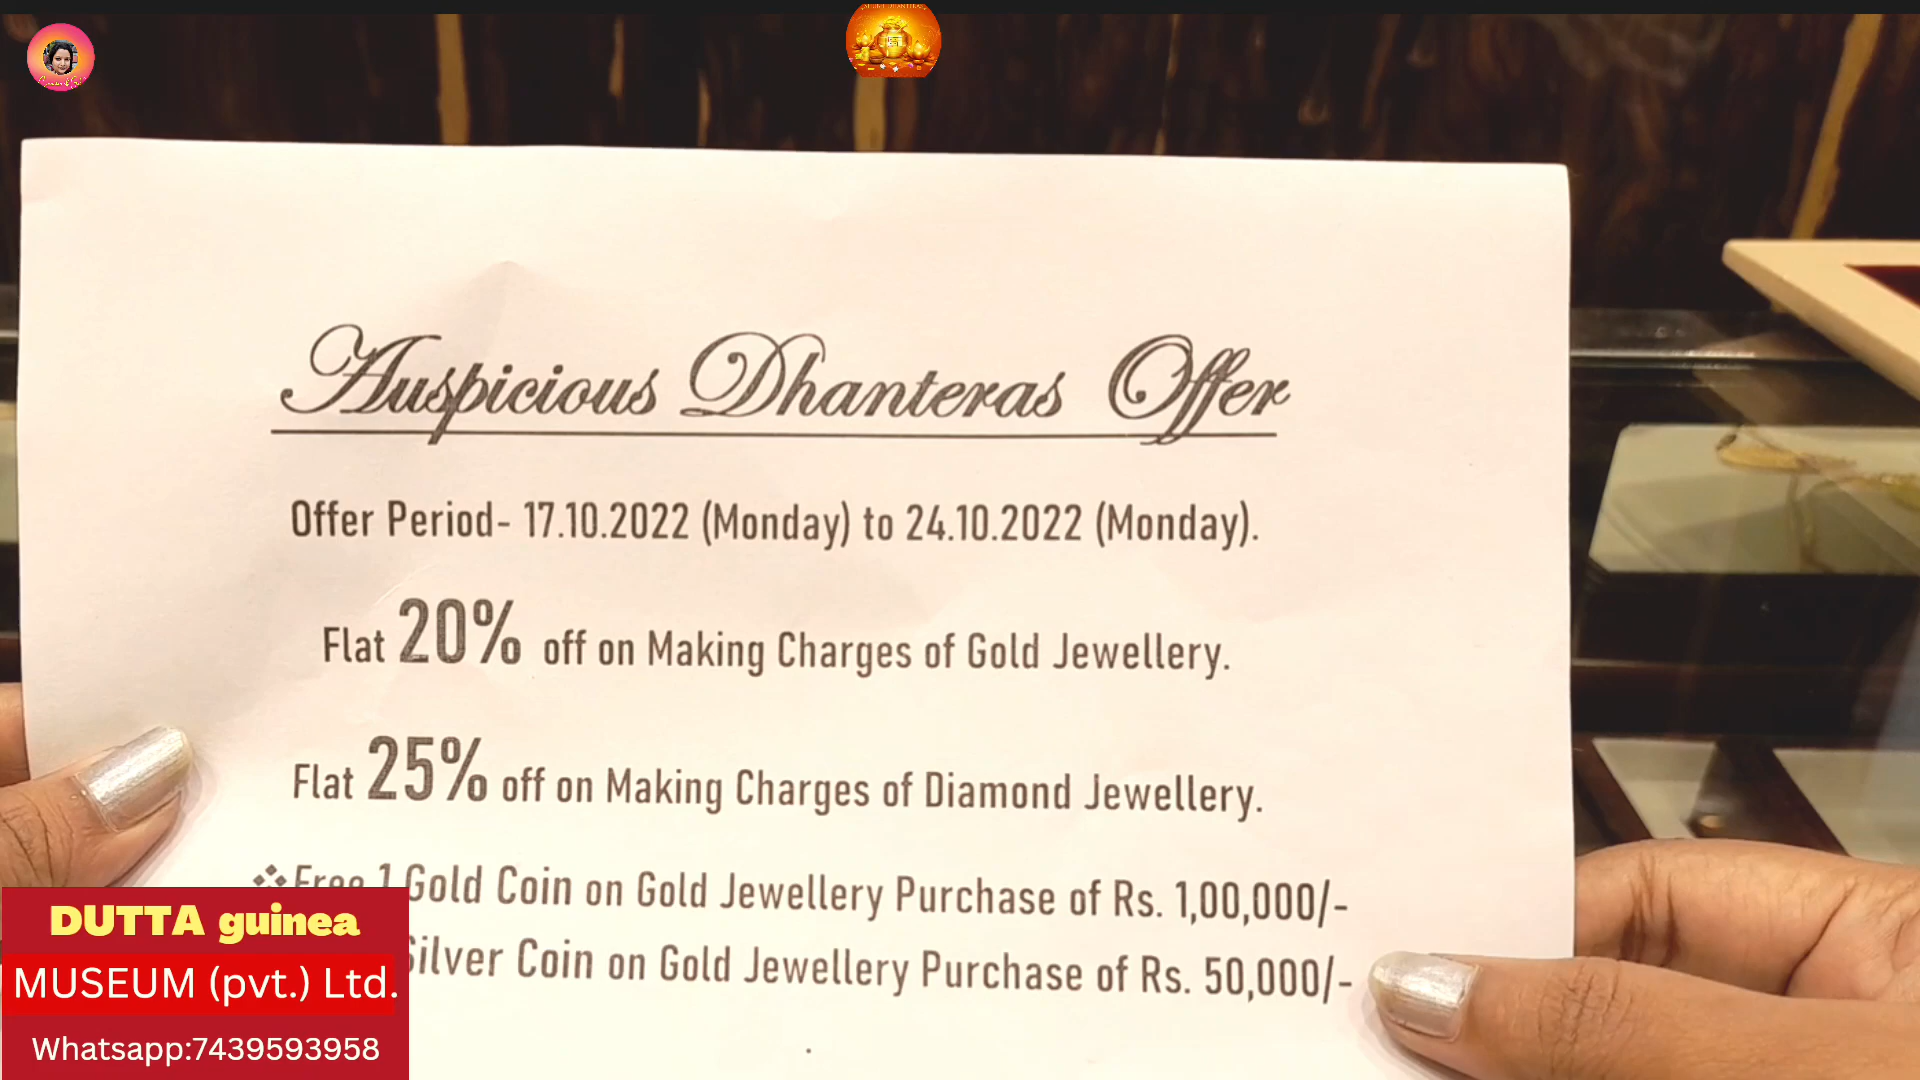 Auspicious Dhanteras Offer
Offer Period- 17.10.2022 (Monday) to 24.10.2022 (Monday).
Flat 20% off on Making Charges of Gold Jewellery.
Flat 25% off on Making Charges of Diamond Jewellery.
❖Free 1 Gold Coin on Gold Jewellery Purchase of Rs. 1,00,000/-
Silver Coin on Gold Jewellery Purchase of Rs. 50,000/-
DUTTA guinea
MUSEUM (pvt.) Ltd.
Whatsapp:7439593958